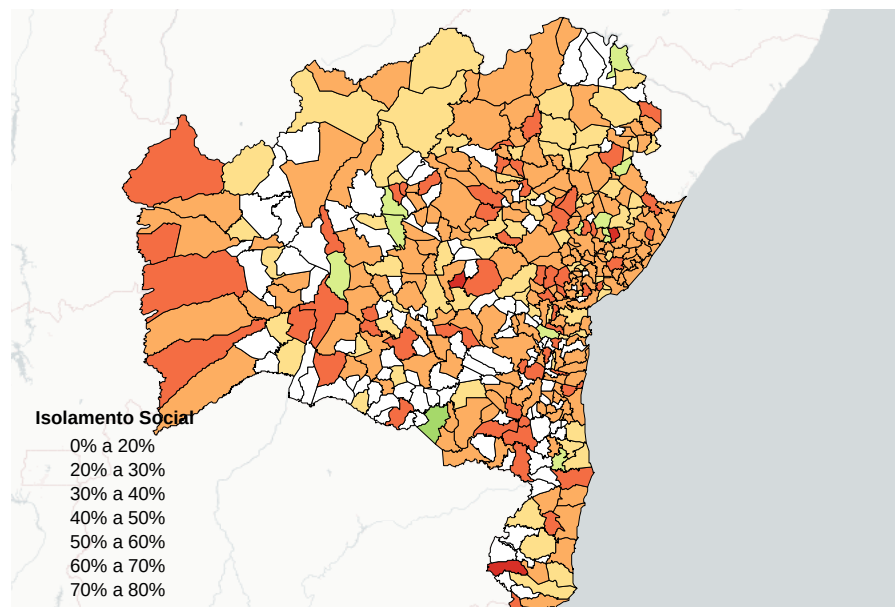 Isolamento Social
0% a 20%
20% a 30%
30% a 40%
40% a 50%
50% a 60%
60% a 70%
70% a 80%